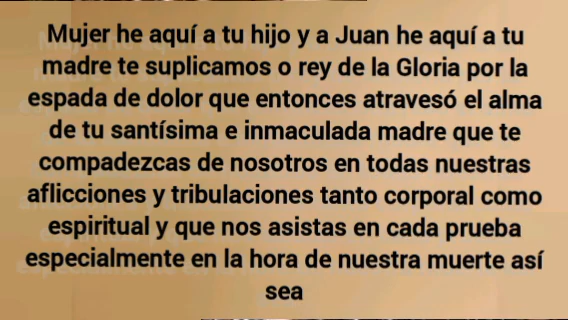 Mujer he aquí a tu hijo y a Juan he aquí a tu
madre te suplicamos o rey de la Gloria por la
espada de dolor que entonces atravesó el alma
de tu santísima e inmaculada madre que te
compadezcas de nosotros en todas nuestras
aflicciones y tribulaciones tanto corporal como
espiritual y que nos asistas en cada prueba
especialmente en la hora de nuestra muerte así
sea